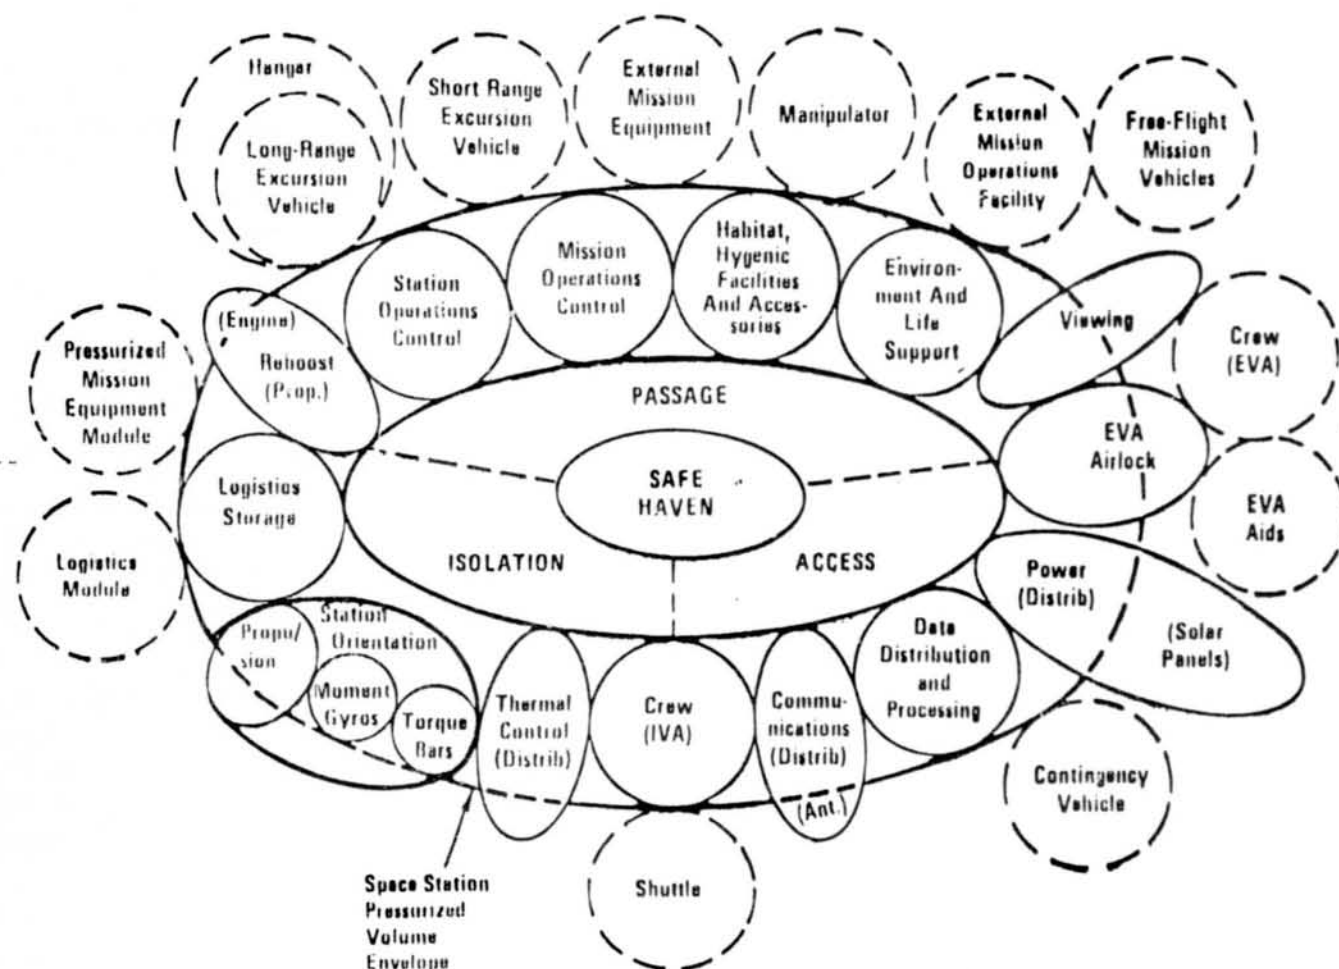 Hangar
Long-Range
Excursion
Vehicle
Short Range
Excursion
Vehicle
External
Mission
Equipment
Manipulator
External
Mission
Operations
Facility
Free-Flight
Mission
Vehicles
Pressurized
Mission
Equipment
Module
(Engine)
Reboost
(Prop.)
Station
Operations
Control
Mission
Operations
Control
Habitat,
Hygenic
Facilities
And Acces-
sories
Environ-
ment And
Life
Support
Viewing
Crew
(EVA)
PASSAGE
SAFE
HAVEN
ISOLATION
ACCESS
EVA
Airlock
EVA
Aids
Logistics
Storage
Logistics
Module
Propul
sion
Station
Orientation
Moment
Gyros
Torque
Bars
Thermal
Control
(Distrib)
Crew
(IVA)
Commu-
nications
(Distrib)
(Ant.)
Data
Distribution
and
Processing
Power
(Distrib)
(Solar
Panels)
Contingency
Vehicle
Shuttle
Space Station
Pressurized
Volume
Envelope